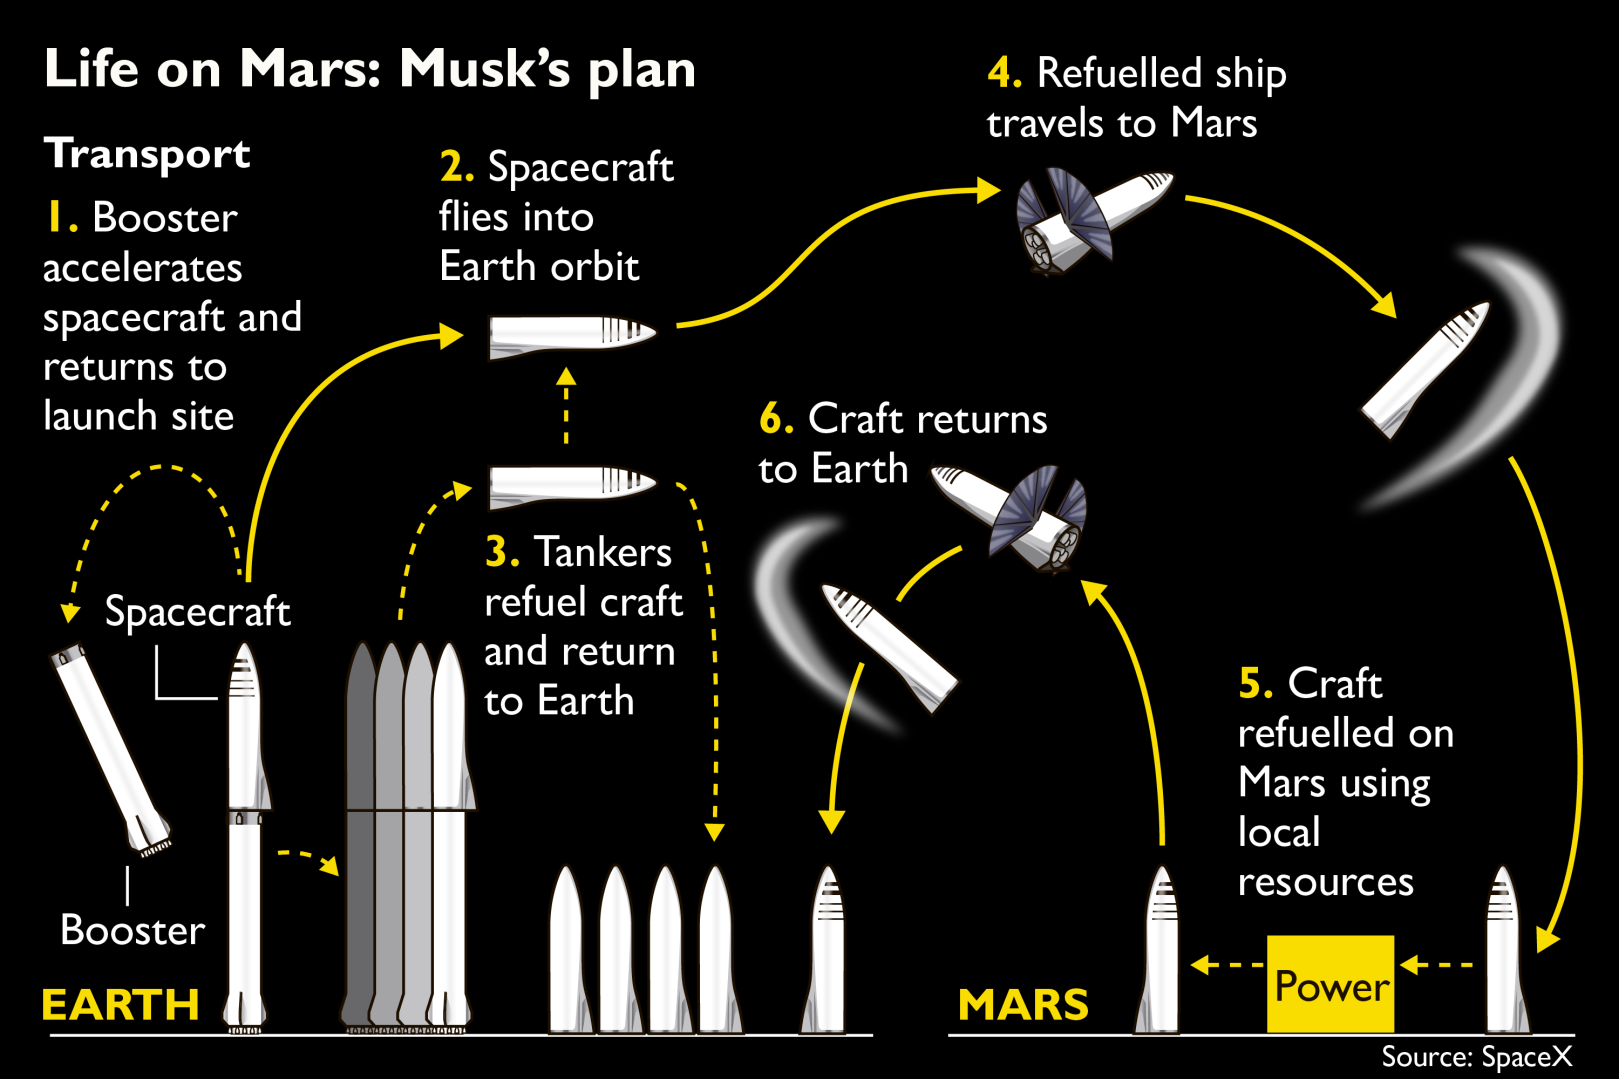 Life on Mars: Musk’s plan
Transport
1. Booster
accelerates
spacecraft and
returns to
launch site
2. Spacecraft
flies into
Earth orbit
3. Tankers
refuel craft
and return
to Earth
4. Refuelled ship
travels to Mars
5. Craft
refuelled on
Mars using
local
resources
6. Craft returns
to Earth
Spacecraft
Booster
EARTH
MARS
Power
Source: SpaceX